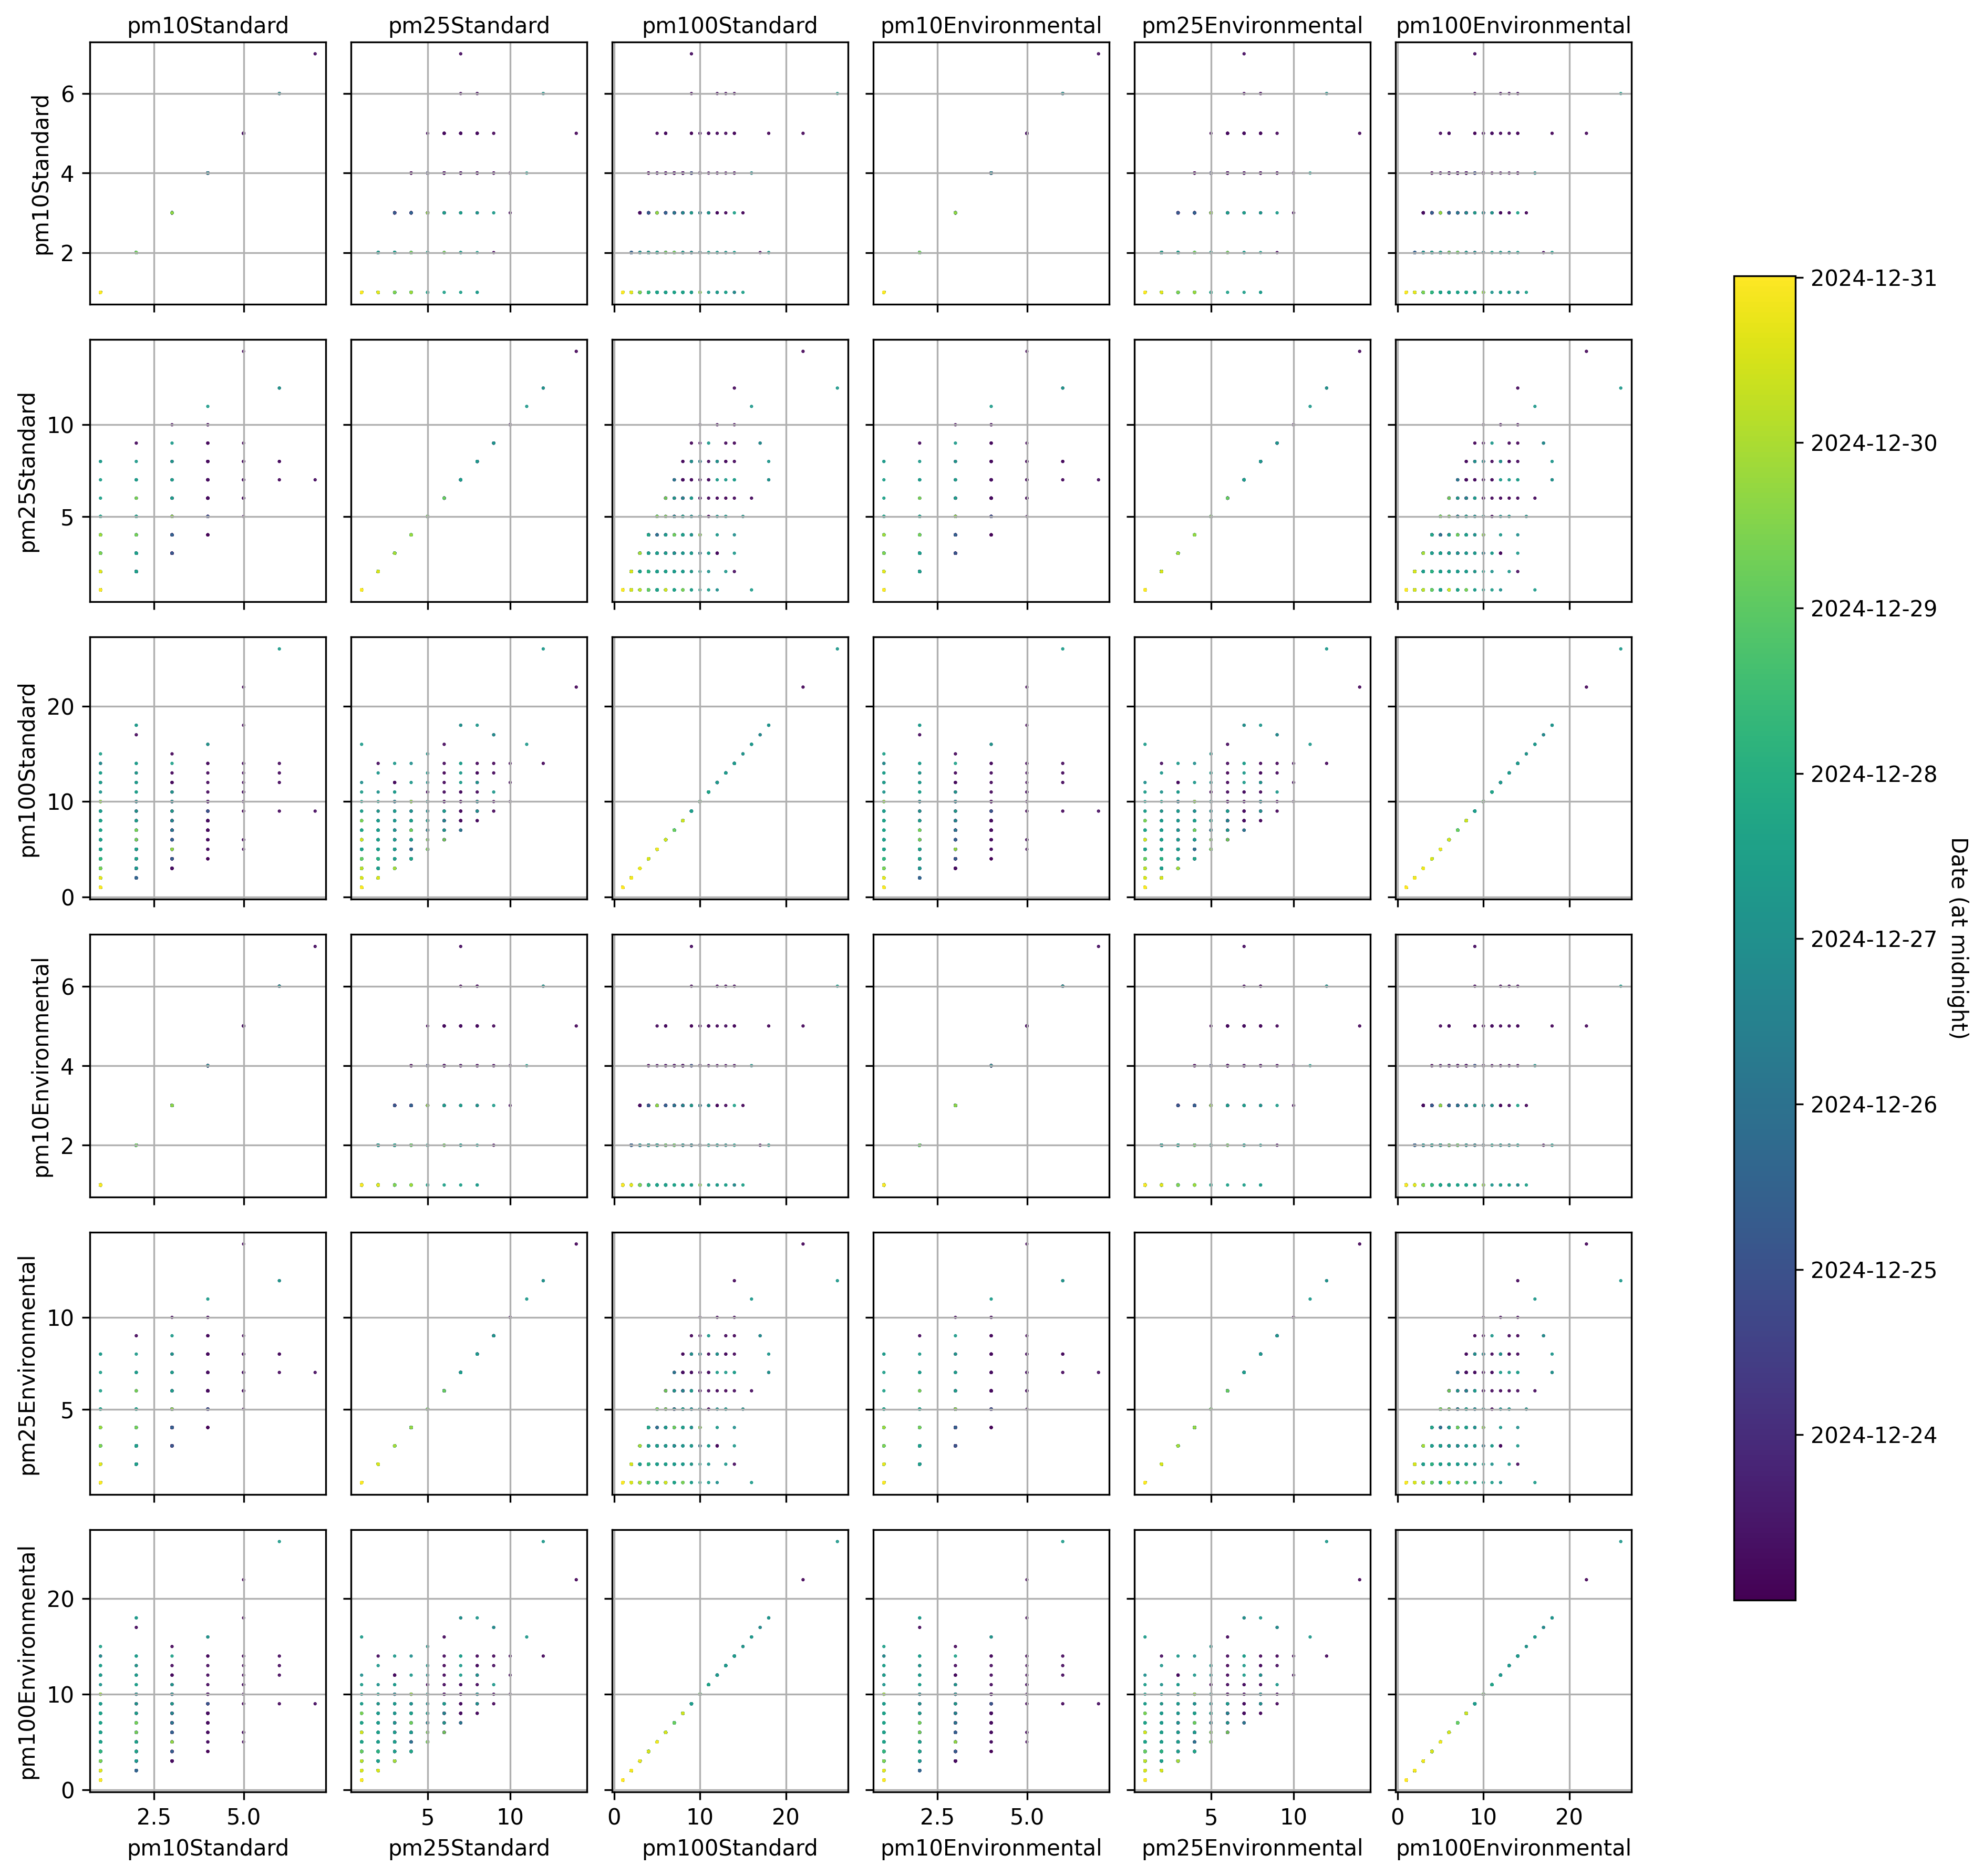 pm10Standard pm25Standard pm100Standard pm10Environmental pm25Environmental pm100Environmental
pm10Standard
6
4
2
pm25Standard
10
5
pm100Standard
20
10
0
pm10Environmental
6
4
2
pm25Environmental
10
5
pm100Environmental
20
10
0
2.5 5.0 5 10 0 10 20 2.5 5.0 5 10 0 10 20
pm10Standard pm25Standard pm100Standard pm10Environmental pm25Environmental pm100Environmental
2024-12-31
2024-12-30
2024-12-29
2024-12-28
2024-12-27
2024-12-26
2024-12-25
2024-12-24
Date (at midnight)